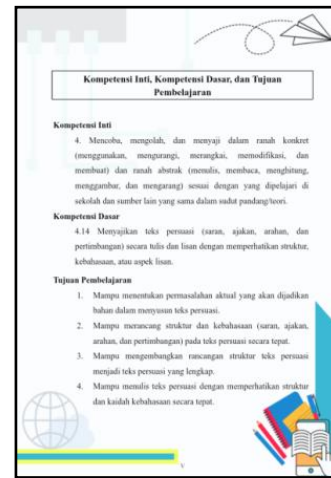 Kompetensi Inti, Kompetensi Dasar, dan Tujuan
Pembelajaran
Kompetensi Inti
4. Mencoba, mengolah, dan menyaji dalam ranah konkret
(menggunakan, mengurangi, merangkai, memodifikasi, dan
membuat) dan ranah abstrak (menulis, membaca, menghitung,
menggambar, dan mengarang) sesuai dengan yang dipelajari di
sekolah dan sumber lain yang sama dalam sudut pandang/teori.
Kompetensi Dasar
4.14 Menyajikan teks persuasi (saran, ajakan, arahan, dan
pertimbangan) secara tulis dan lisan dengan memperhatikan struktur,
kebahasaan, atau aspek lisan.
Tujuan Pembelajaran
1. Mampu menentukan permasalahan aktual yang akan dijadikan
bahan dalam menyusun teks persuasi.
2. Mampu merancang struktur dan kebahasaan (saran, ajakan,
arahan, dan pertimbangan) pada teks persuasi secara tepat.
3. Mampu mengembangkan rancangan struktur teks persuasi
menjadi teks persuasi yang lengkap.
4. Mampu menulis teks persuasi dengan memperhatikan struktur
dan kaidah kebahasaan secara tepat.
V